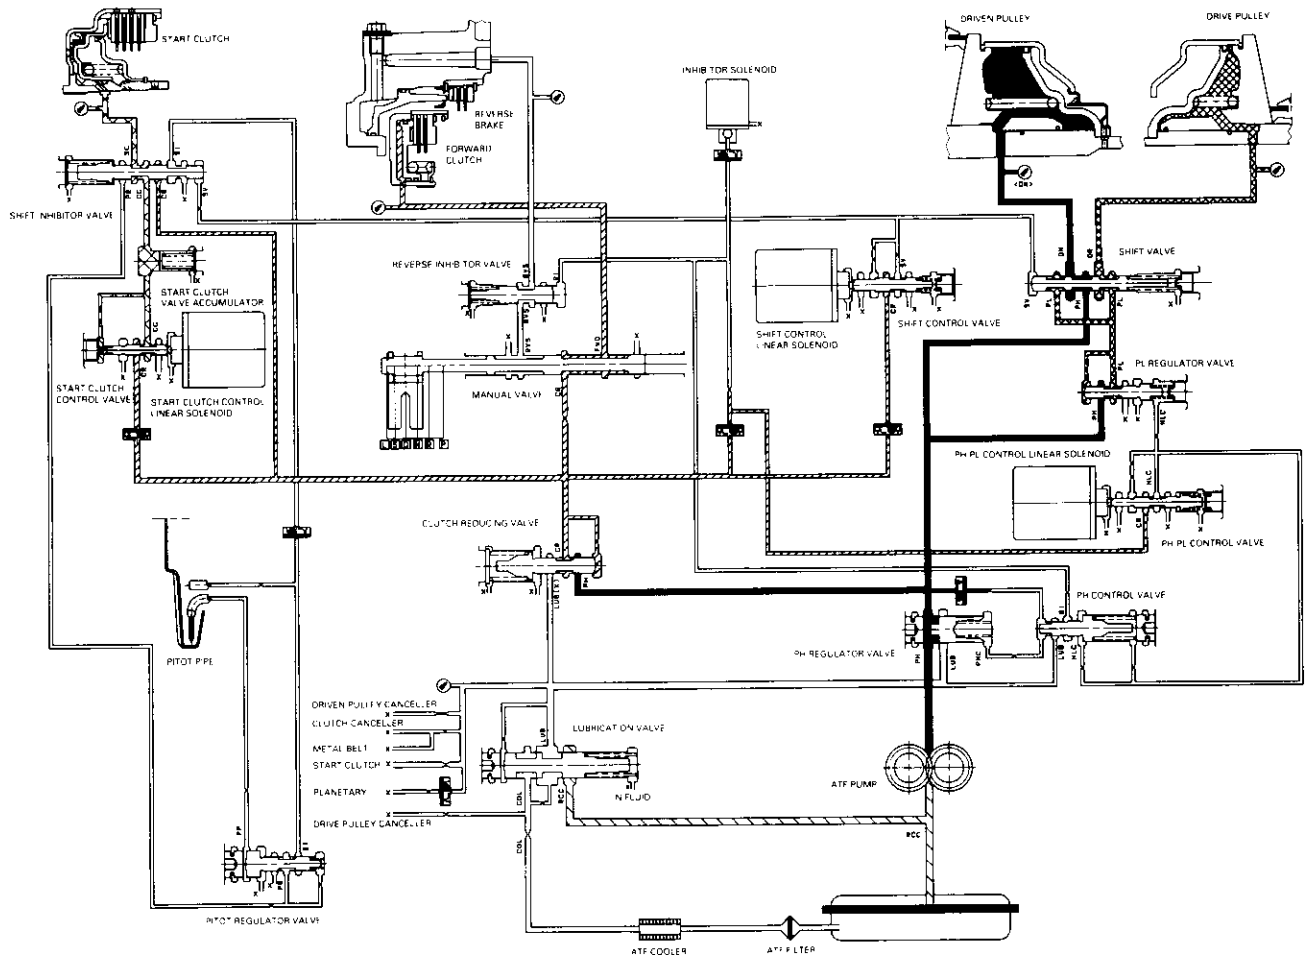 DRIVEN PULLEY
DRIVE PULLEY
START CLUTCH
INHIBITOR SOLENOID
REVERSE
BRAKE
FORWARD
CLUTCH
<DN>
SHIFT INHIBITOR VALVE
REVERSE INHIBITOR VALVE
SHIFT VALVE
START CLUTCH
VALVE ACCUMULATOR
SHIFT CONTROL
LINEAR SOLENOID
SHIFT CONTROL VALVE
PL REGULATOR VALVE
START CLUTCH
CONTROL VALVE
START CLUTCH CONTROL
LINEAR SOLENOID
MANUAL VALVE
PH PL CONTROL LINEAR SOLENOID
CLUTCH REDUCING VALVE
PH PL CONTROL VALVE
PH CONTROL VALVE
PH REGULATOR VALVE
PITOT PIPE
DRIVEN PULLEY CANCELLER
CLUTCH CANCELLER
METAL BELT
START CLUTCH
PLANETARY
DRIVE PULLEY CANCELLER
LUBRICATION VALVE
N FLUID
ATF PUMP
RCC
PITOT REGULATOR VALVE
ATF COOLER
ATF FILTER